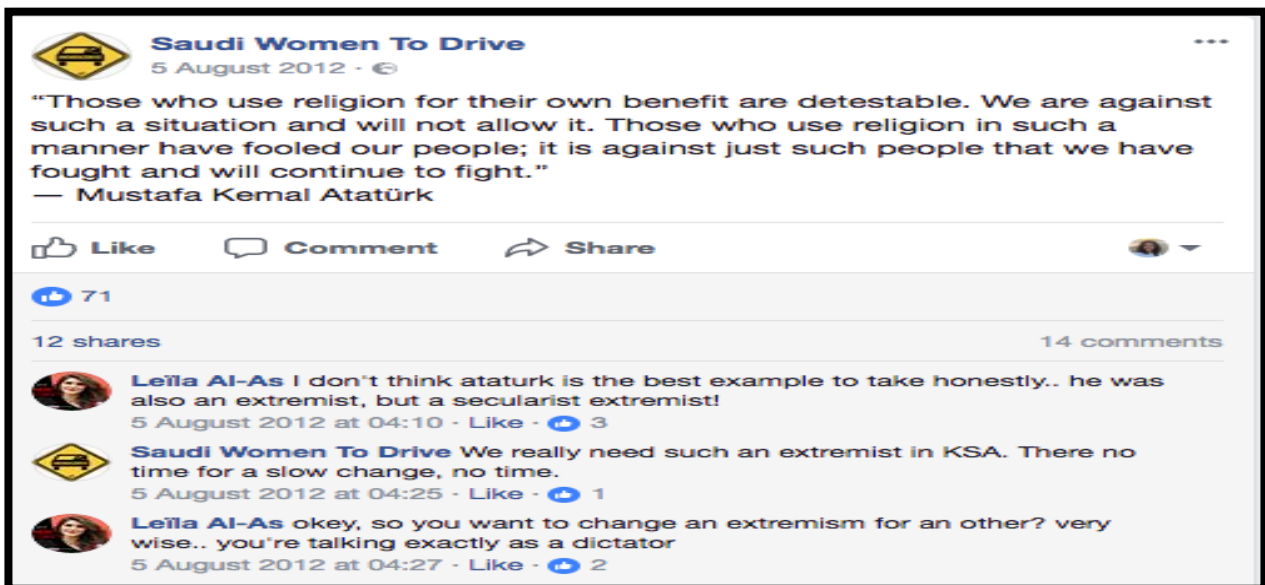 Saudi Women To Drive
5 August 2012 ·
“Those who use religion for their own benefit are detestable. We are against
such a situation and will not allow it. Those who use religion in such a
manner have fooled our people; it is against just such people that we have
fought and will continue to fight.”
— Mustafa Kemal Atatürk
Like Comment Share
71
12 shares 14 comments
Leïla Al-As I don't think ataturk is the best example to take honestly.. he was
also an extremist, but a secularist extremist!
5 August 2012 at 04:10 · Like · 3
Saudi Women To Drive We really need such an extremist in KSA. There no
time for a slow change, no time.
5 August 2012 at 04:25 · Like · 1
Leïla Al-As okey, so you want to change an extremism for an other? very
wise.. you're talking exactly as a dictator
5 August 2012 at 04:27 · Like · 2